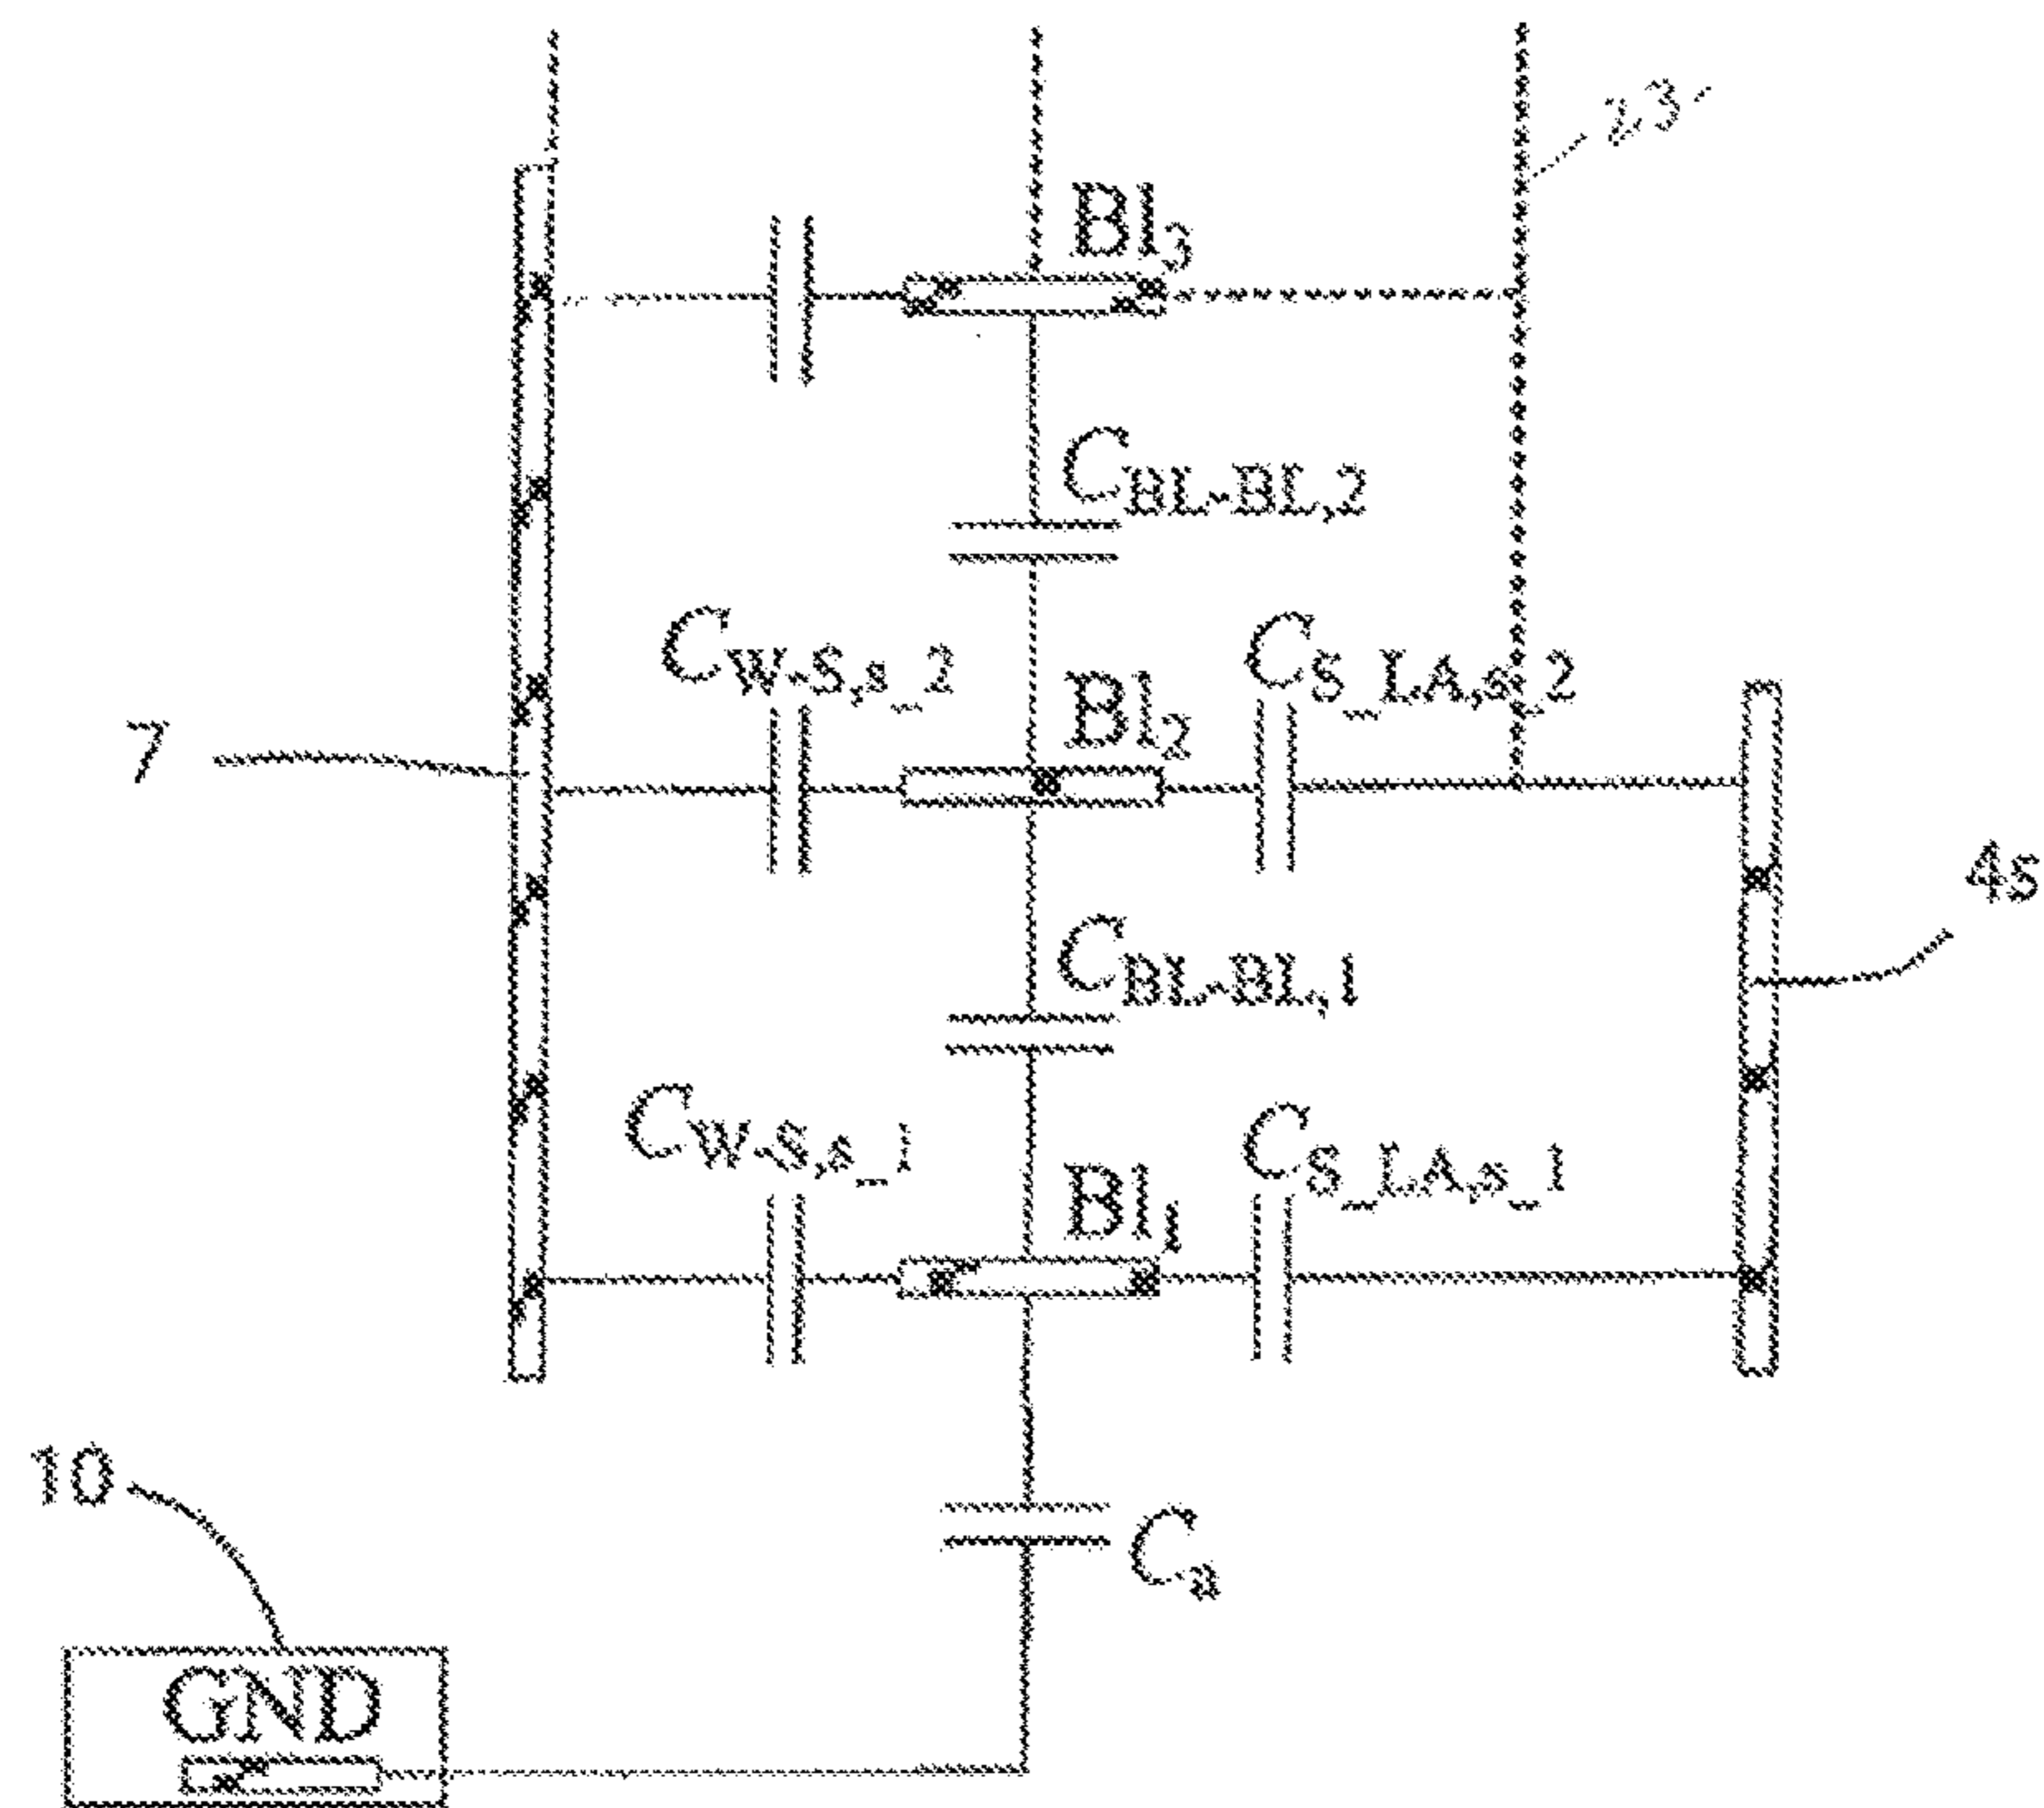 23
Bl3
CBL-BL,2
CW-S,s_2
Bl2
CS_LA,s_2
7
4s
CBL-BL,1
CW-S,s_1
Bl1
CS_LA,s_1
10
Ca
GND